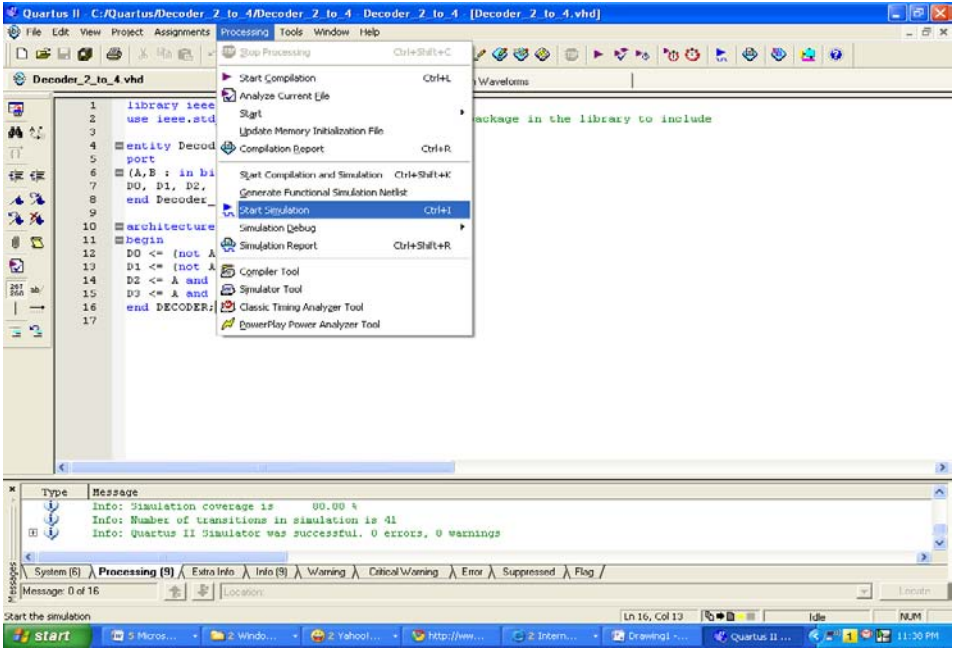 Quartus II - C:/Quartus/Decoder_2_to_4/Decoder_2_to_4 - Decoder_2_to_4 - [Decoder_2_to_4.vhd]
File Edit View Project Assignments Processing Tools Window Help
Stop Processing Ctrl+Shift+C
Decoder_2_to_4.vhd
Waveforms
Start Compilation Ctrl+L
Analyze Current File
Start
Update Memory Initialization File
Compilation Report Ctrl+R
Start Compilation and Simulation Ctrl+Shift+K
Generate Functional Simulation Netlist
Start Simulation Ctrl+I
Simulation Debug
Simulation Report Ctrl+Shift+R
Compiler Tool
Simulator Tool
Classic Timing Analyzer Tool
PowerPlay Power Analyzer Tool
267 268 ab/
1 library ieee
2 use ieee.std ackage in the library to include
3
4 entity Decod
5 port
6 (A,B : in bi
7 D0, D1, D2,
8 end Decoder_
9
10 architecture
11 begin
12 D0 <= (not A
13 D1 <= (not A
14 D2 <= A and
15 D3 <= A and
16 end DECODER;
17
Type Message
Info: Simulation coverage is 80.00 %
Info: Number of transitions in simulation is 41
Info: Quartus II Simulator was successful. 0 errors, 0 warnings
System (6) Processing (9) Extra Info Info (9) Warning Critical Warning Error Suppressed Flag
Messages
Message: 0 of 16 Location: Locate
Start the simulation Ln 16, Col 13 Idle NUM
start 5 Micros... 2 Windo... 2 Yahoo!... http://ww... 2 Intern... Drawing1 -... Quartus II ... 1 11:30 PM